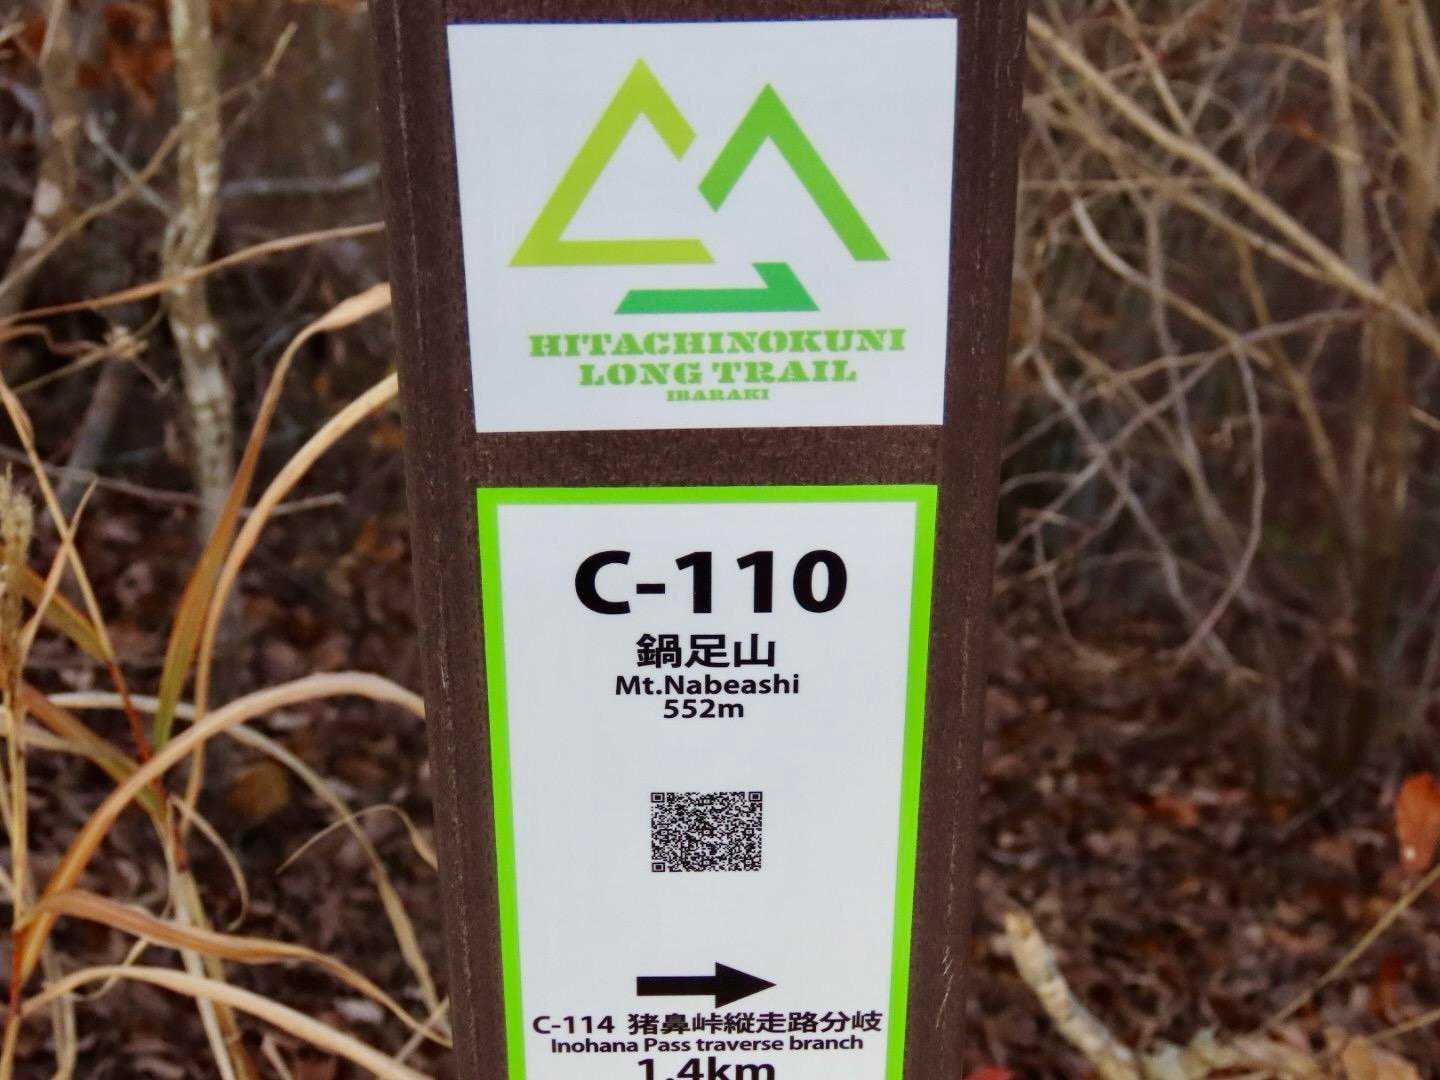 HITACHINOKUNI
LONG TRAIL
IBARAKI
C-110
鍋足山
Mt.Nabeashi
552m
C-114 猪鼻峠縦走路分岐
Inohana Pass traverse branch
1.4km